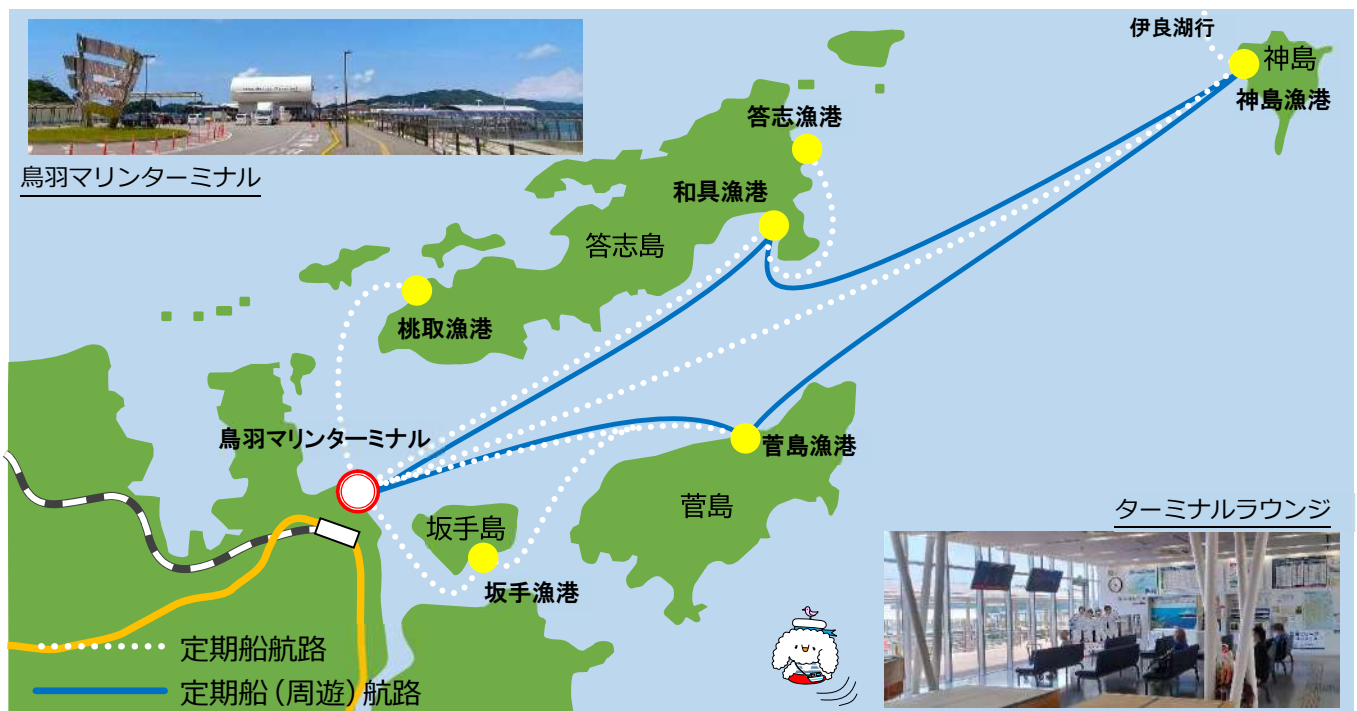 伊良湖行
神島
神島漁港
答志漁港
鳥羽マリンターミナル
和具漁港
答志島
桃取漁港
鳥羽マリンターミナル
菅島漁港
菅島
ターミナルラウンジ
坂手島
坂手漁港
定期船航路
定期船(周遊)航路